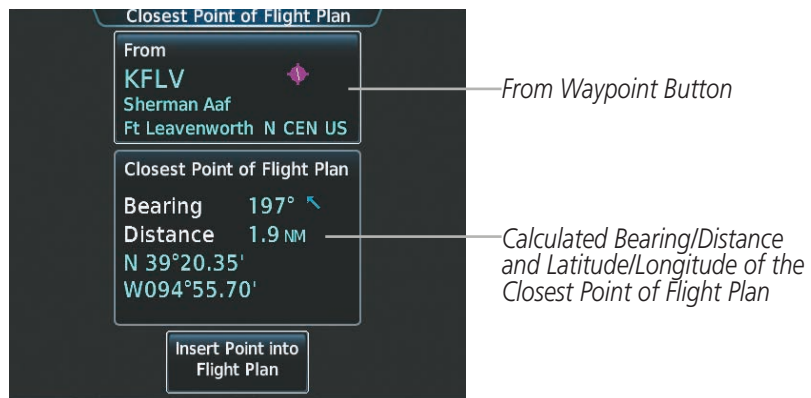 Closest Point of Flight Plan
From
KFLV
Sherman Aaf
Ft Leavenworth N CEN US
From Waypoint Button
Closest Point of Flight Plan
Bearing 197°
Distance 1.9 NM
N 39°20.35'
W094°55.70'
Calculated Bearing/Distance
and Latitude/Longitude of the
Closest Point of Flight Plan
Insert Point into
Flight Plan